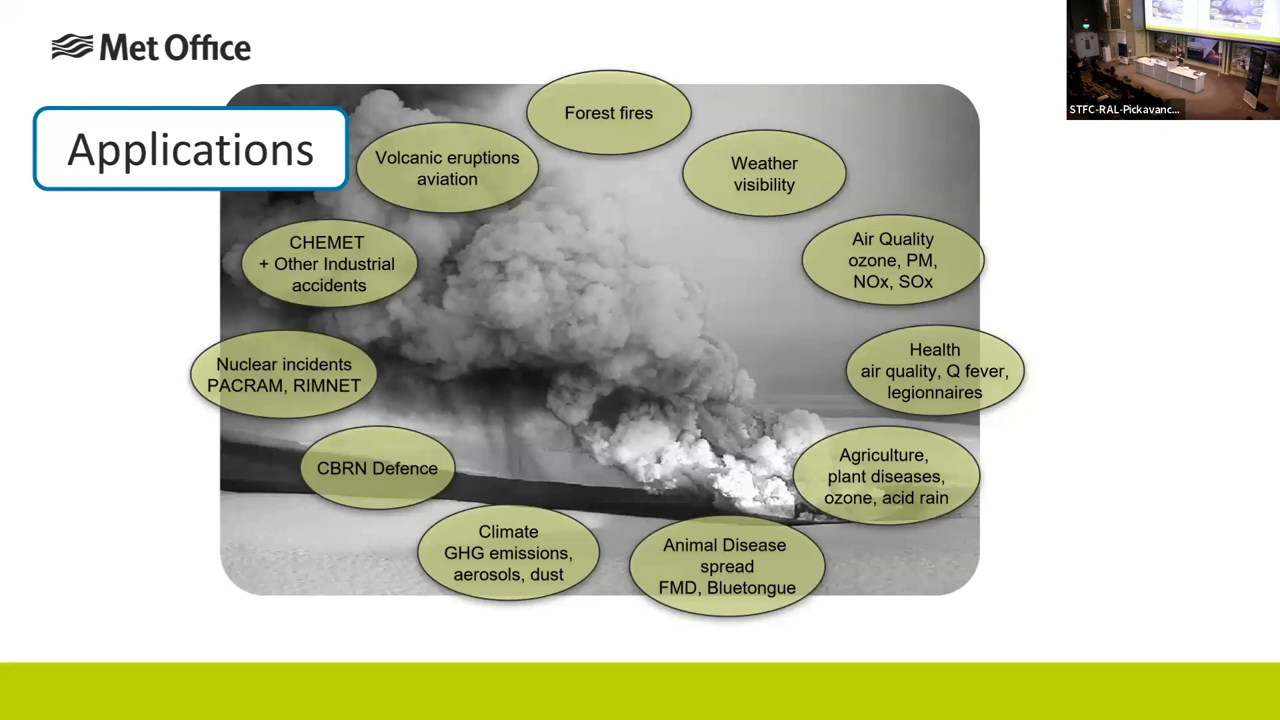 Met Office
Applications
Forest fires
Volcanic eruptions
aviation
Weather
visibility
CHEMET
+ Other Industrial
accidents
Air Quality
ozone, PM,
NOx, SOx
Nuclear incidents
PACRAM, RIMNET
Health
air quality, Q fever,
legionnaires
CBRN Defence
Agriculture,
plant diseases,
ozone, acid rain
Climate
GHG emissions,
aerosols, dust
Animal Disease
spread
FMD, Bluetongue
STFC-RAL-Pickavanc...